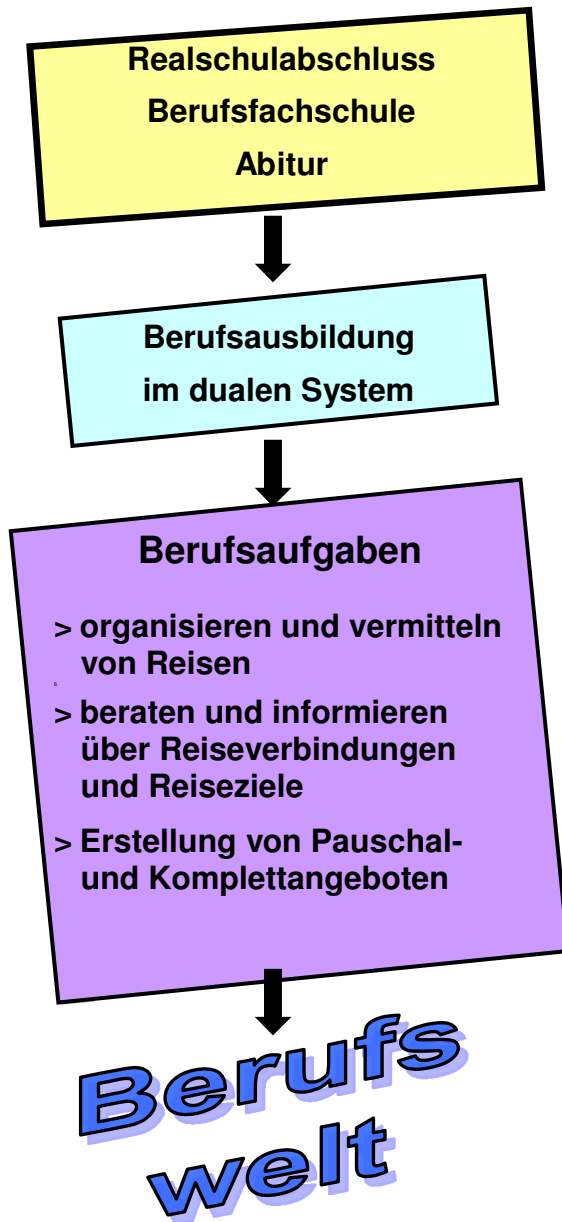 Realschulabschluss
Berufsfachschule
Abitur
Berufsausbildung
im dualen System
Berufsaufgaben
> organisieren und vermitteln
von Reisen
> beraten und informieren
über Reiseverbindungen
und Reiseziele
> Erstellung von Pauschal-
und Komplettangeboten
Berufs
welt